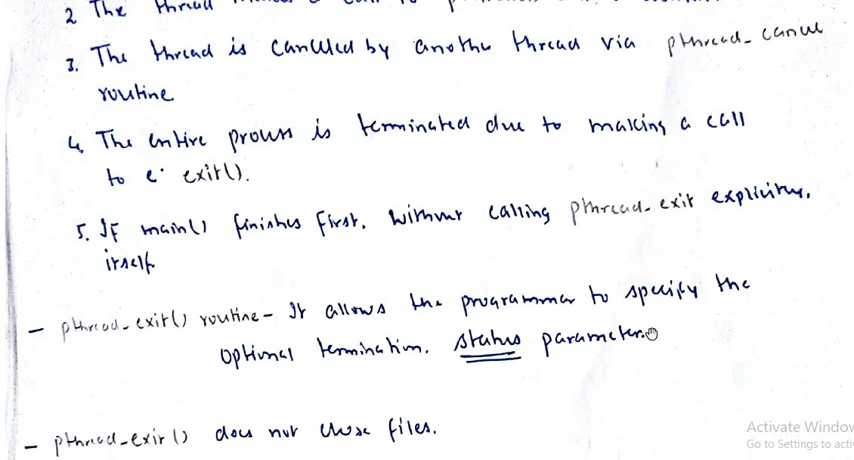 2 The thread
3. The thread is cancelled by another thread via pthread_cancel
routine
4. The entire process is terminated due to making a call
to e. exit().
5. If main() finishes first, without calling pthread_exit explicitly,
itself
– pthread_exit() routine – It allows the programmer to specify the
optional termination. status parameter.
– pthread_exit() does not close files.
Activate Window
Go to Settings to acti